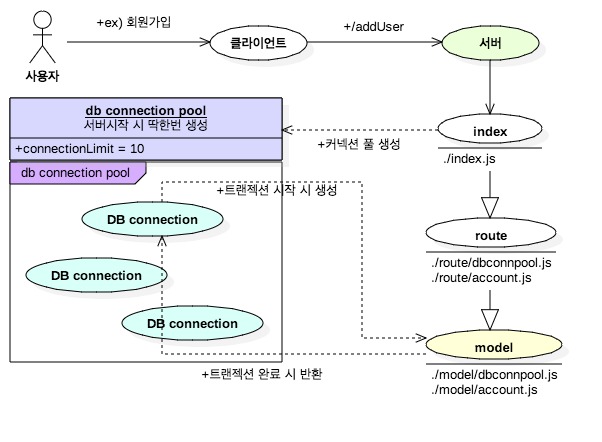 +ex) 회원가입
+/addUser
사용자
클라이언트
서버
db connection pool
서버시작 시 딱한번 생성
+connectionLimit = 10
index
+커넥션 풀 생성
./index.js
db connection pool
+트랜젝션 시작 시 생성
DB connection
route
./route/dbconnpool.js
./route/account.js
DB connection
DB connection
model
+트랜젝션 완료 시 반환
./model/dbconnpool.js
./model/account.js